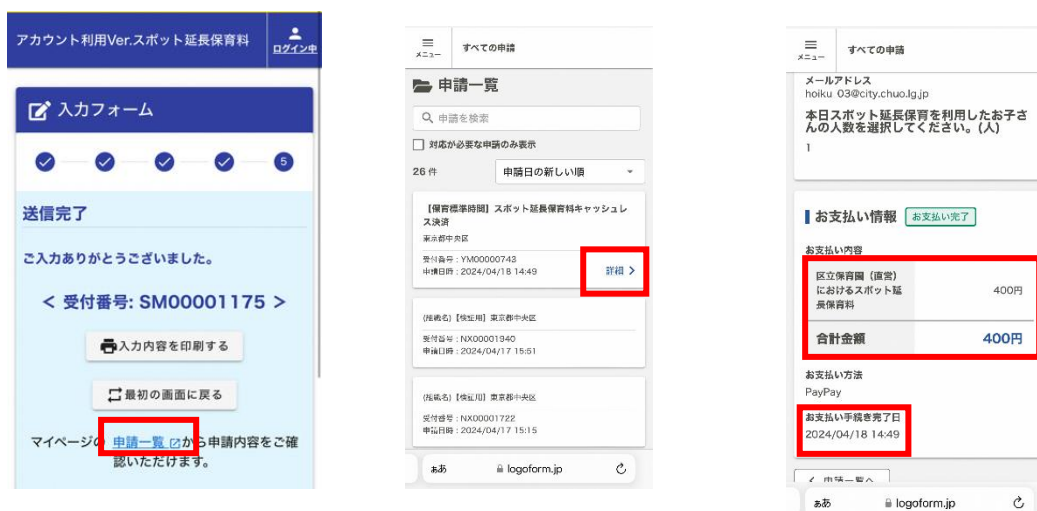 アカウント利用Ver.スポット延長保育料
ログイン中
入力フォーム
5
送信完了
ご入力ありがとうございました。
< 受付番号: SM00001175 >
入力内容を印刷する
最初の画面に戻る
マイページの 申請一覧 から申請内容をご確
認いただけます。
メニュー
すべての申請
申請一覧
申請を検索
対応が必要な申請のみ表示
26 件
申請日の新しい順
【保育標準時間】スポット延長保育料キャッシュレ
ス決済
東京都中央区
受付番号 : YM00000743
申請日時 : 2024/04/18 14:49
詳細
(組織名)【検証用】東京都中央区
受付番号 : NX00001940
申請日時 : 2024/04/17 15:51
(組織名)【検証用】東京都中央区
受付番号 : NX00001722
申請日時 : 2024/04/17 15:15
ああ
logoform.jp
メニュー
すべての申請
メールアドレス
hoiku_03@city.chuo.lg.jp
本日スポット延長保育を利用したお子さ
んの人数を選択してください。(人)
1
お支払い情報
お支払い完了
お支払い内容
区立保育園（直営）
におけるスポット延
長保育料
400円
合計金額
400円
お支払い方法
PayPay
お支払い手続き完了日
2024/04/18 14:49
申請一覧へ
ああ
logoform.jp